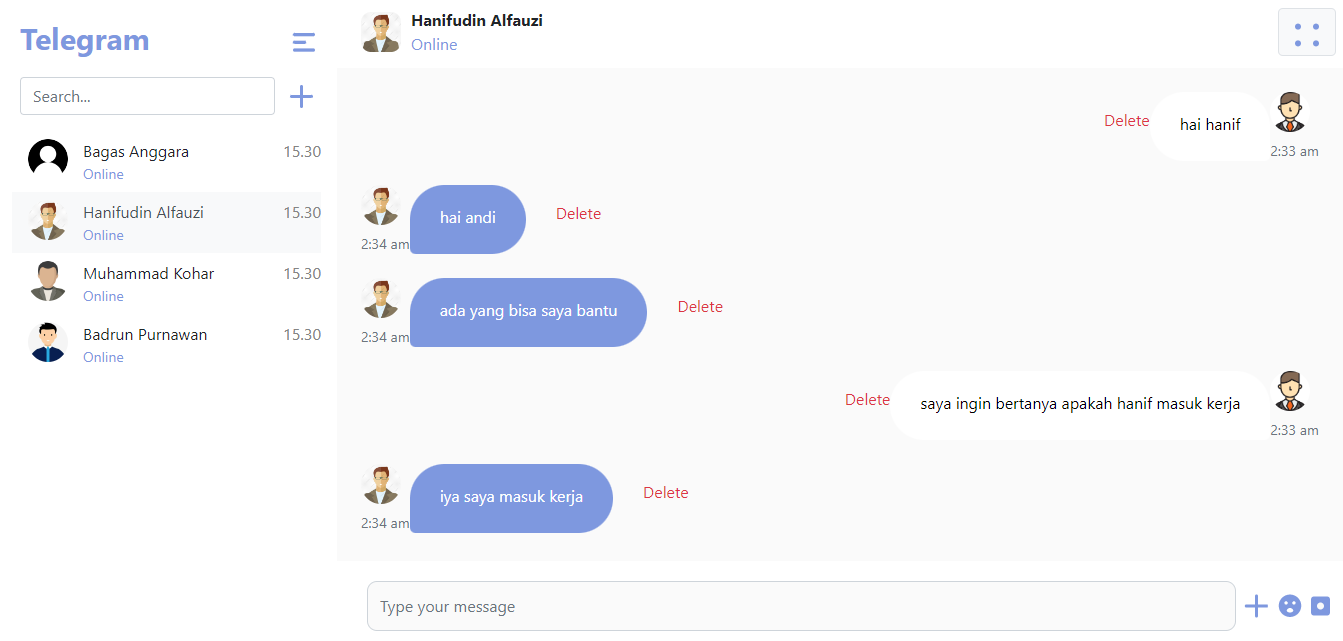 Telegram
Search...
Bagas Anggara 15.30
Online
Hanifudin Alfauzi 15.30
Online
Muhammad Kohar 15.30
Online
Badrun Purnawan 15.30
Online
Hanifudin Alfauzi
Online
Delete hai hanif
2:33 am
hai andi Delete
2:34 am
ada yang bisa saya bantu Delete
2:34 am
Delete saya ingin bertanya apakah hanif masuk kerja
2:33 am
iya saya masuk kerja Delete
2:34 am
Type your message